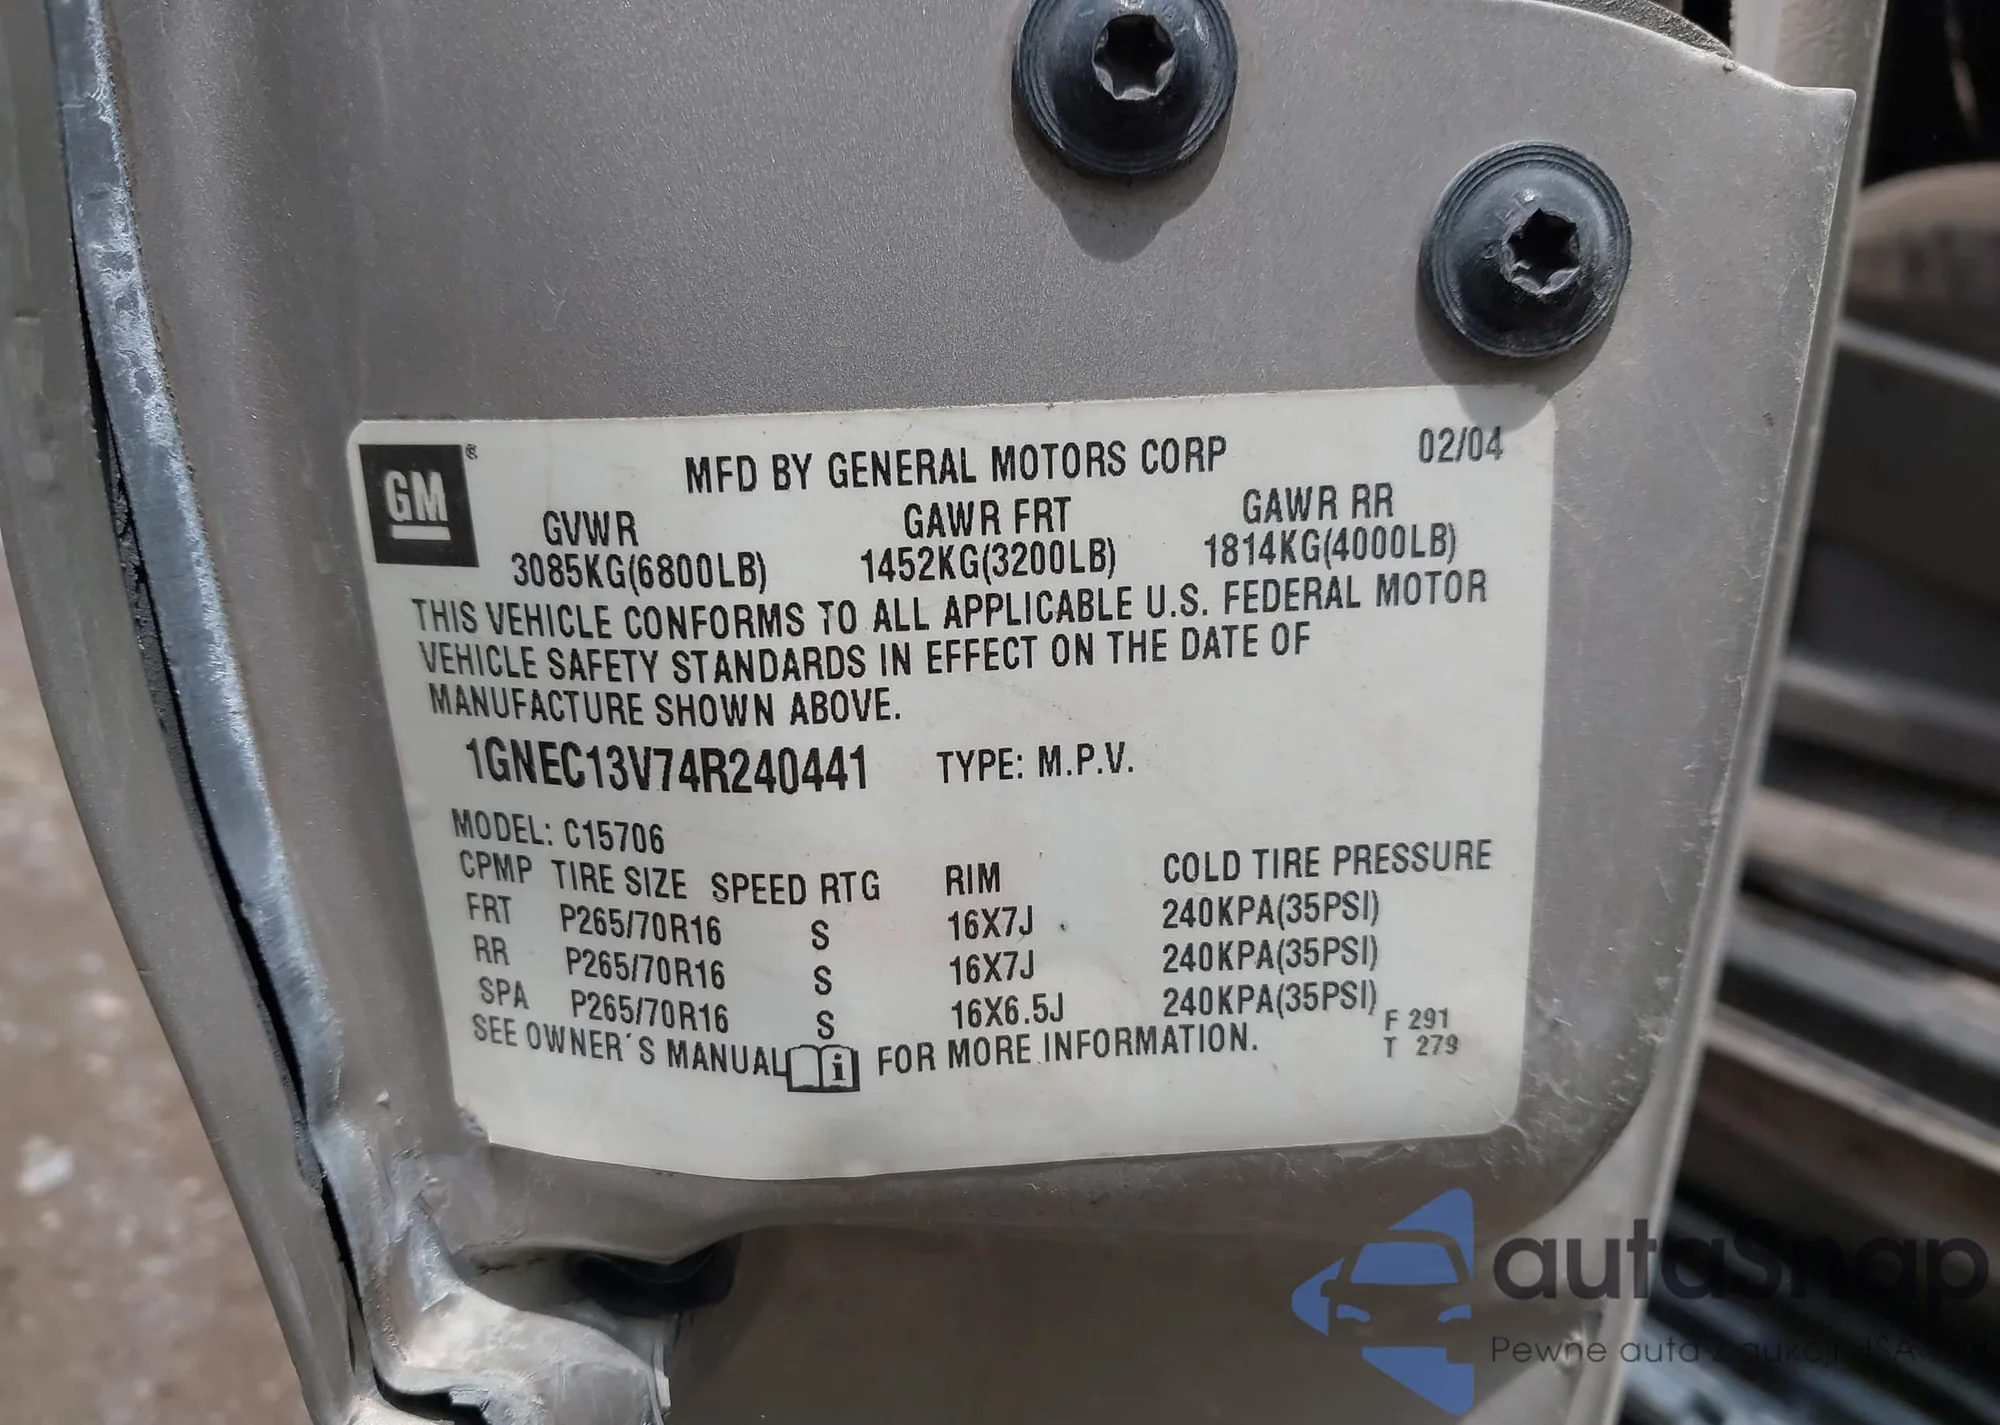 GM ®
MFD BY GENERAL MOTORS CORP 02/04
GVWR GAWR FRT GAWR RR
3085KG(6800LB) 1452KG(3200LB) 1814KG(4000LB)
THIS VEHICLE CONFORMS TO ALL APPLICABLE U.S. FEDERAL MOTOR
VEHICLE SAFETY STANDARDS IN EFFECT ON THE DATE OF
MANUFACTURE SHOWN ABOVE.
1GNEC13V74R240441 TYPE: M.P.V.
MODEL: C15706
CPMP TIRE SIZE SPEED RTG RIM COLD TIRE PRESSURE
FRT P265/70R16 S 16X7J 240KPA(35PSI)
RR P265/70R16 S 16X7J 240KPA(35PSI)
SPA P265/70R16 S 16X6.5J 240KPA(35PSI)
SEE OWNER´S MANUAL i FOR MORE INFORMATION.
F 291
T 279
autaSnap
Pewne auta z aukcji USA